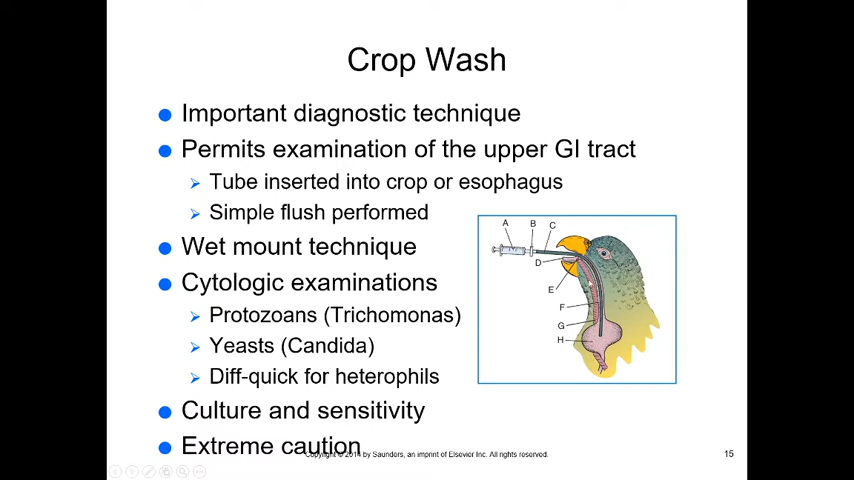 Crop Wash
Important diagnostic technique
Permits examination of the upper GI tract
Tube inserted into crop or esophagus
Simple flush performed
Wet mount technique
Cytologic examinations
Protozoans (Trichomonas)
Yeasts (Candida)
Diff-quick for heterophils
Culture and sensitivity
Extreme caution
A
B
C
D
E
F
G
H
Copyright © 2014 by Saunders, an imprint of Elsevier Inc. All rights reserved.
15